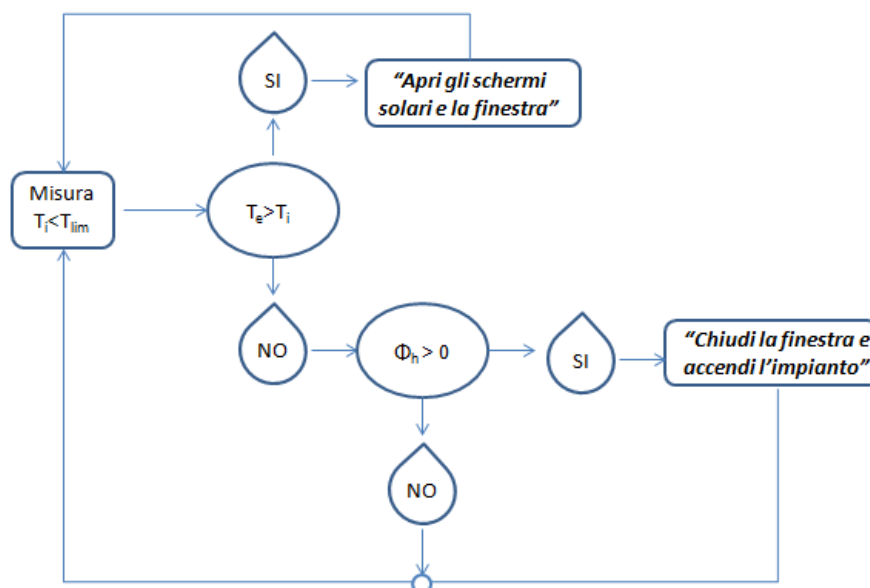 SI
“Apri gli schermi
solari e la finestra”
Misura
Ti<Tlim
Te>Ti
NO
Φh > 0
SI
“Chiudi la finestra e
accendi l’impianto”
NO